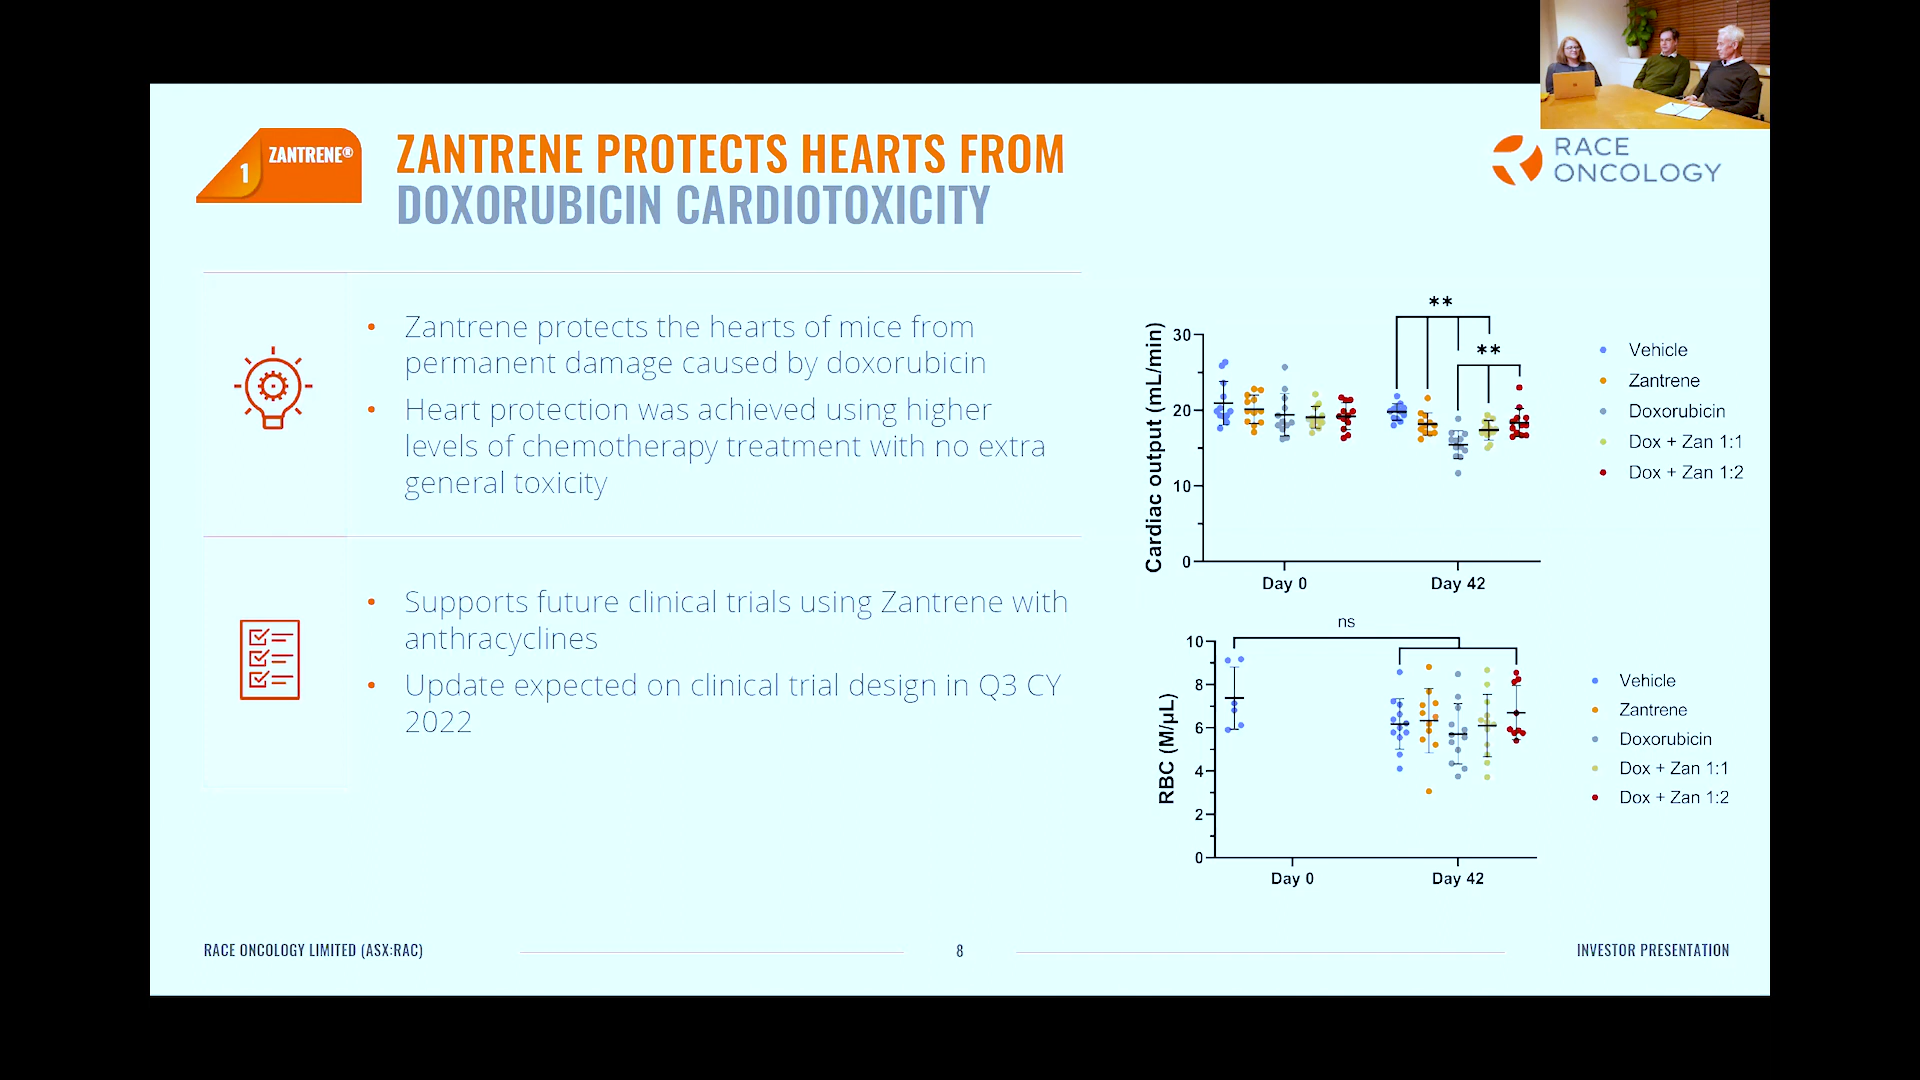 1
ZANTRENE®
ZANTRENE PROTECTS HEARTS FROM
DOXORUBICIN CARDIOTOXICITY
RACE
ONCOLOGY
• Zantrene protects the hearts of mice from
permanent damage caused by doxorubicin
• Heart protection was achieved using higher
levels of chemotherapy treatment with no extra
general toxicity
• Supports future clinical trials using Zantrene with
anthracyclines
• Update expected on clinical trial design in Q3 CY
2022
Cardiac output (mL/min)
30
20
10
0
**
**
Day 0
Day 42
Vehicle
Zantrene
Doxorubicin
Dox + Zan 1:1
Dox + Zan 1:2
RBC (M/µL)
10
8
6
4
2
0
ns
Day 0
Day 42
Vehicle
Zantrene
Doxorubicin
Dox + Zan 1:1
Dox + Zan 1:2
RACE ONCOLOGY LIMITED (ASX:RAC)
8
INVESTOR PRESENTATION